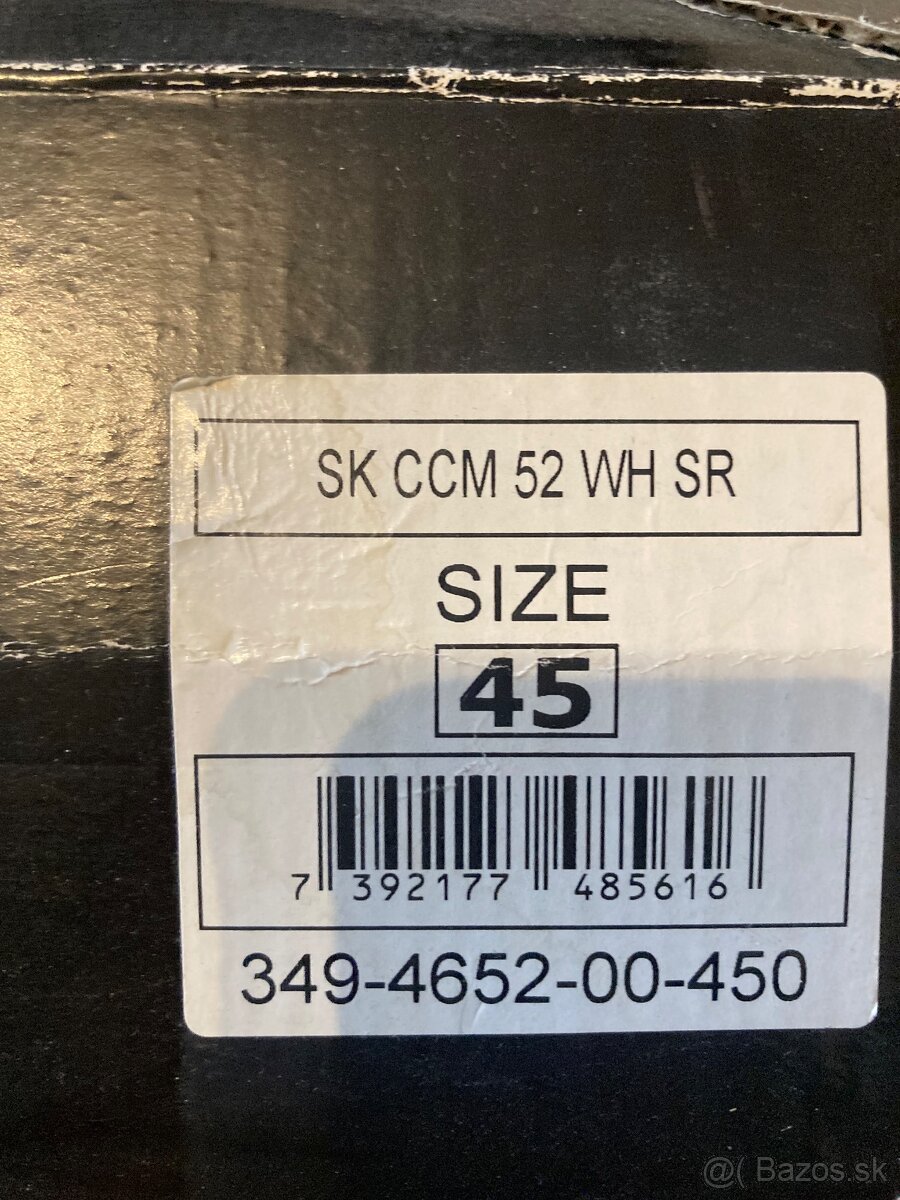 SK CCM 52 WH SR
SIZE
45
7 392177 485616
349-4652-00-450
@( Bazos.sk